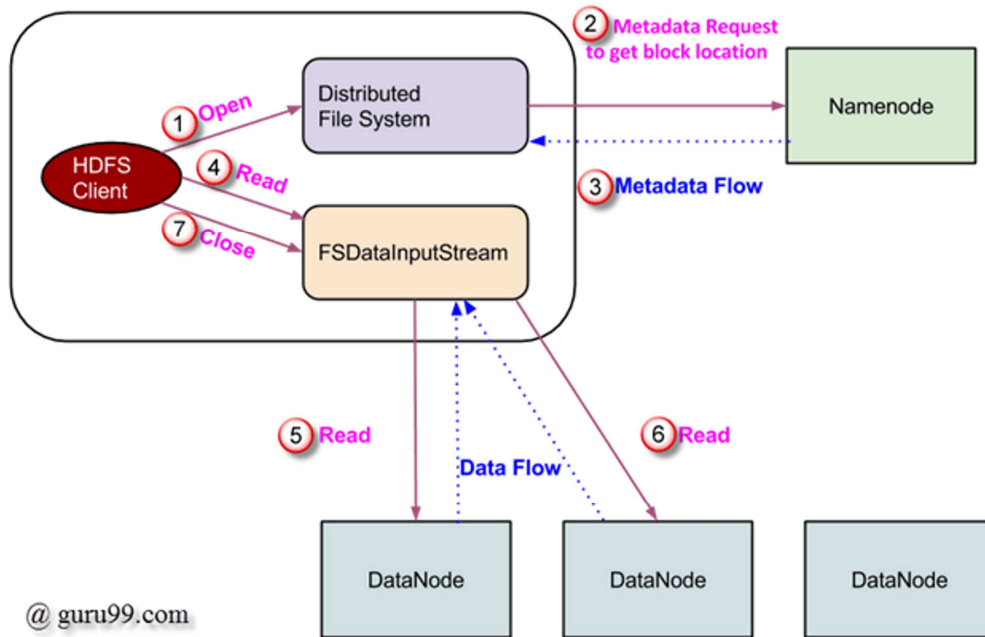 2 Metadata Request
to get block location
Distributed
File System
Namenode
1 Open
HDFS
Client
4 Read
3 Metadata Flow
7 Close
FSDataInputStream
5 Read
6 Read
Data Flow
DataNode
DataNode
DataNode
@ guru99.com